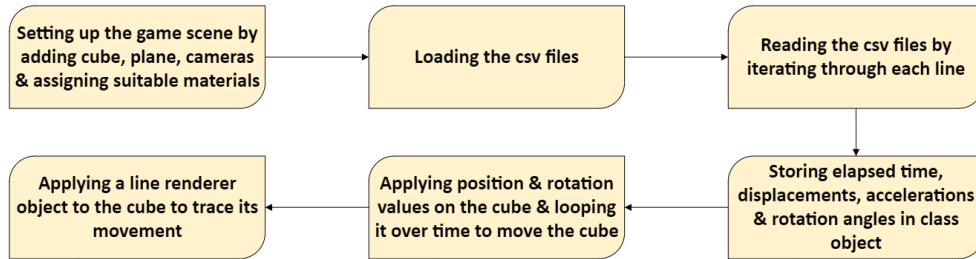 Setting up the game scene by
adding cube, plane, cameras
& assigning suitable materials
Loading the csv files
Reading the csv files by
iterating through each line
Storing elapsed time,
displacements, accelerations
& rotation angles in class
object
Applying position & rotation
values on the cube & looping
it over time to move the cube
Applying a line renderer
object to the cube to trace its
movement